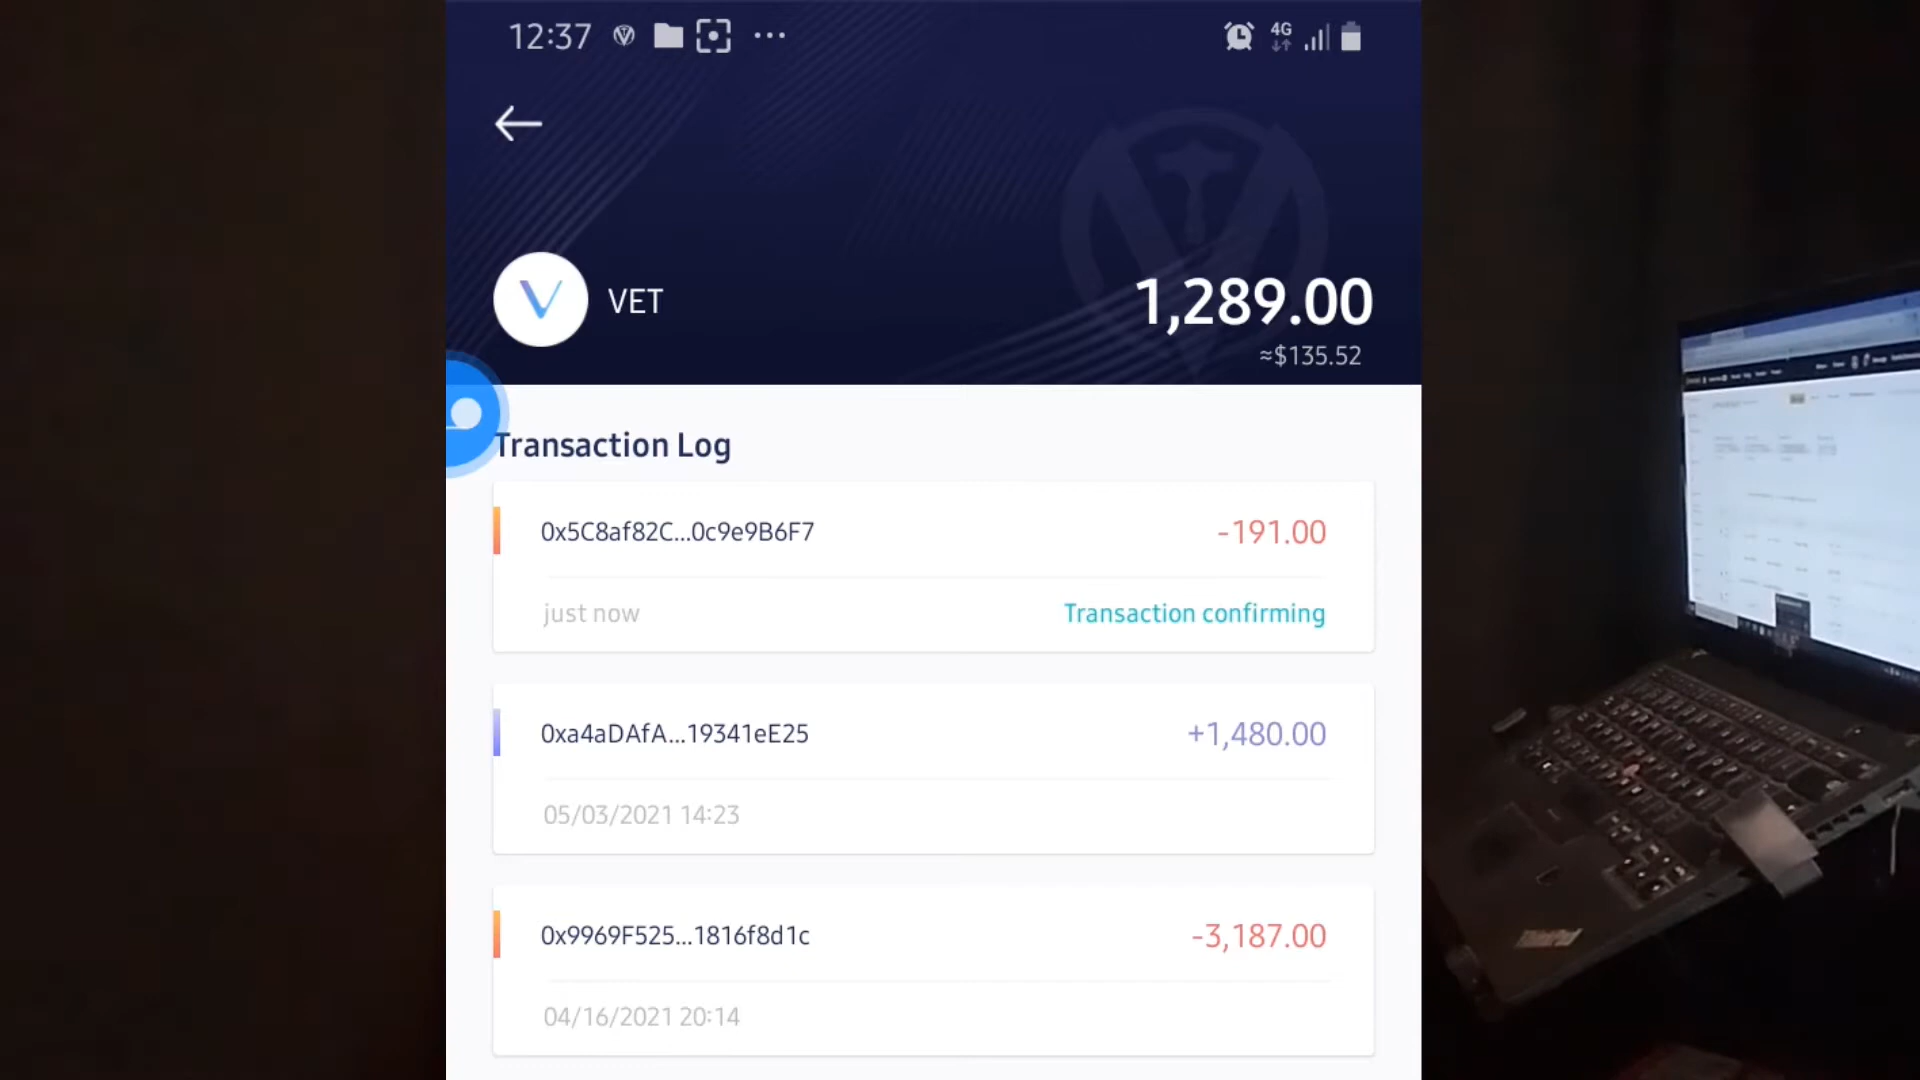 12:37
4G
VET
1,289.00
≈$135.52
Transaction Log
0x5C8af82C...0c9e9B6F7
-191.00
just now
Transaction confirming
0xa4aDAfA...19341eE25
+1,480.00
05/03/2021 14:23
0x9969F525...1816f8d1c
-3,187.00
04/16/2021 20:14
ThinkPad